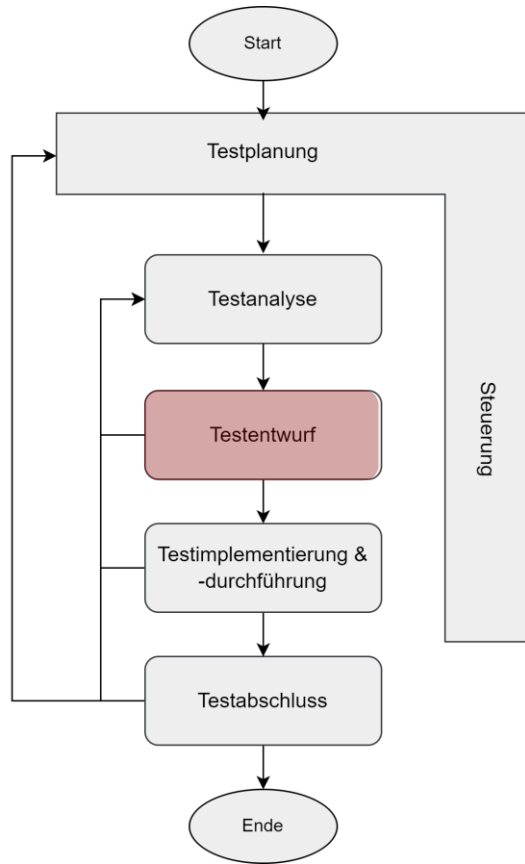 Start
Testplanung
Testanalyse
Steuerung
Testentwurf
Testimplementierung &
-durchführung
Testabschluss
Ende